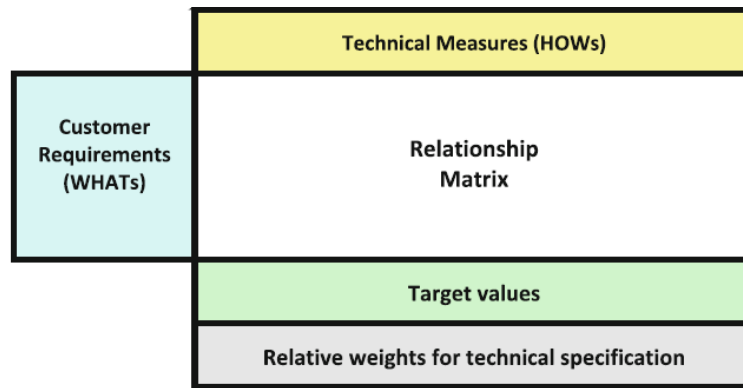 Technical Measures (HOWs)
Customer
Requirements
(WHATs)
Relationship
Matrix
Target values
Relative weights for technical specification